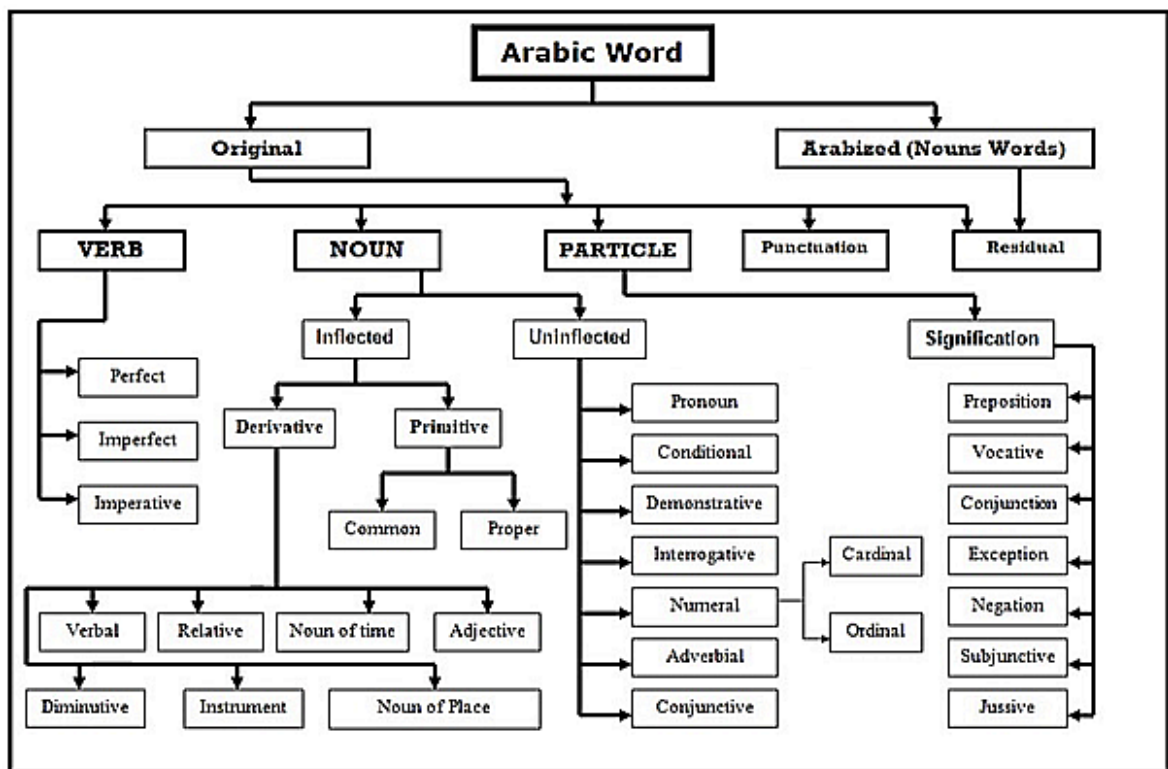 Arabic Word
Original
Arabized (Nouns Words)
VERB
NOUN
PARTICLE
Punctuation
Residual
Inflected
Uninflected
Signification
Perfect
Imperfect
Imperative
Derivative
Primitive
Common
Proper
Pronoun
Conditional
Demonstrative
Interrogative
Numeral
Adverbial
Conjunctive
Cardinal
Ordinal
Preposition
Vocative
Conjunction
Exception
Negation
Subjunctive
Jussive
Verbal
Relative
Noun of time
Adjective
Diminutive
Instrument
Noun of Place